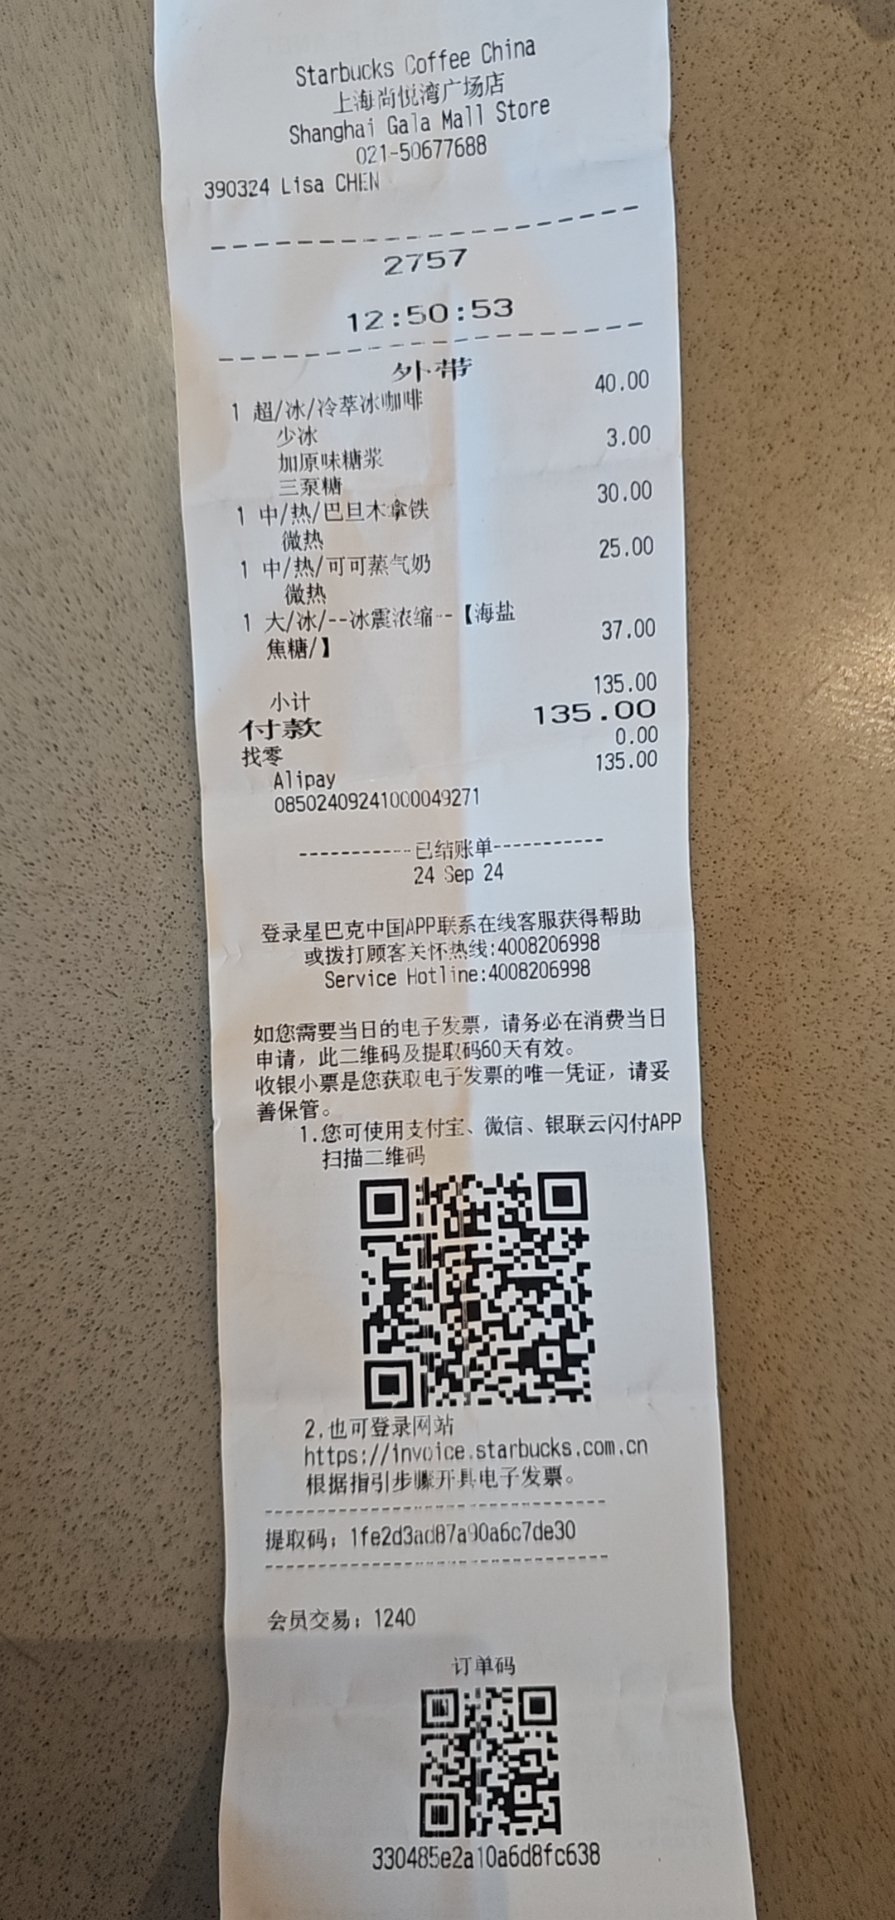 Starbucks Coffee China
上海尚悦湾广场店
Shanghai Gala Mall Store
021-50677688
390324 Lisa CHEN
2757
12:50:53
外带
1 超/冰/冷萃冰咖啡 40.00
少冰
加原味糖浆 3.00
三泵糖
1 中/热/巴旦木拿铁 30.00
微热
1 中/热/可可蒸气奶 25.00
微热
1 大/冰/--冰震浓缩--【海盐
焦糖/】 37.00
小计 135.00
付款 135.00
找零 0.00
Alipay 135.00
08502409241000049271
-----------已结账单-----------
24 Sep 24
登录星巴克中国APP联系在线客服获得帮助
或拨打顾客关怀热线:4008206998
Service Hotline:4008206998
如您需要当日的电子发票，请务必在消费当日
申请，此二维码及提取码60天有效。
收银小票是您获取电子发票的唯一凭证，请妥
善保管。
1.您可使用支付宝、微信、银联云闪付APP
扫描二维码
2.也可登录网站
https://invoice.starbucks.com.cn
根据指引步骤开具电子发票。
提取码：1fe2d3ad87a90a6c7de30
会员交易：1240
订单码
330485e2a10a6d8fc638